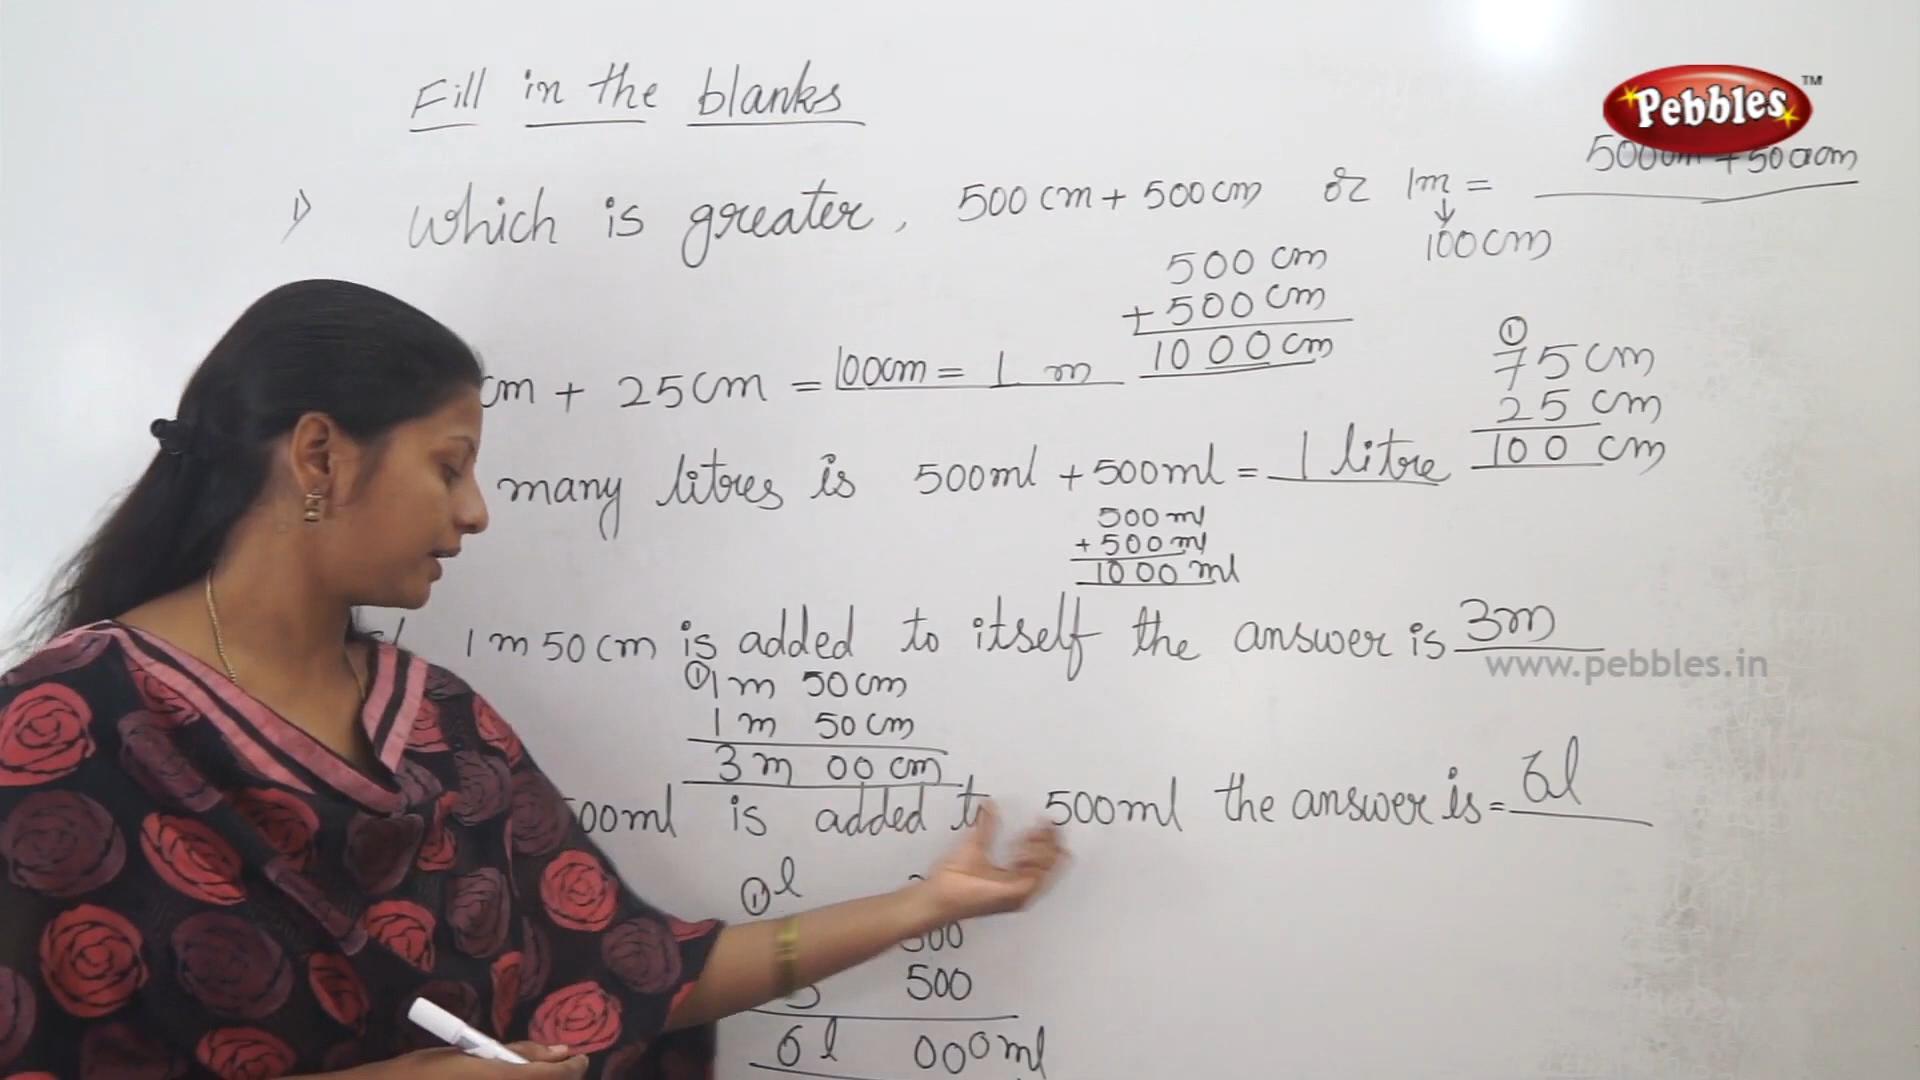 Fill in the blanks
Pebbles TM
500cm + 500cm
1) Which is greater, 500 cm + 500 cm or 1m =
↓
100cm
500 cm
+ 500 cm
1000 cm
cm + 25 cm = 100cm = 1 m
1
75 cm
25 cm
100 cm
many litres is 500ml + 500ml = 1 litre
500 ml
+ 500 ml
1000 ml
1 m 50 cm is added to itself the answer is 3m
www.pebbles.in
1 1 m 50 cm
1 m 50 cm
3 m 00 cm
500ml is added to 500ml the answer is = 6l
1 l
500
500
6 l 000 ml